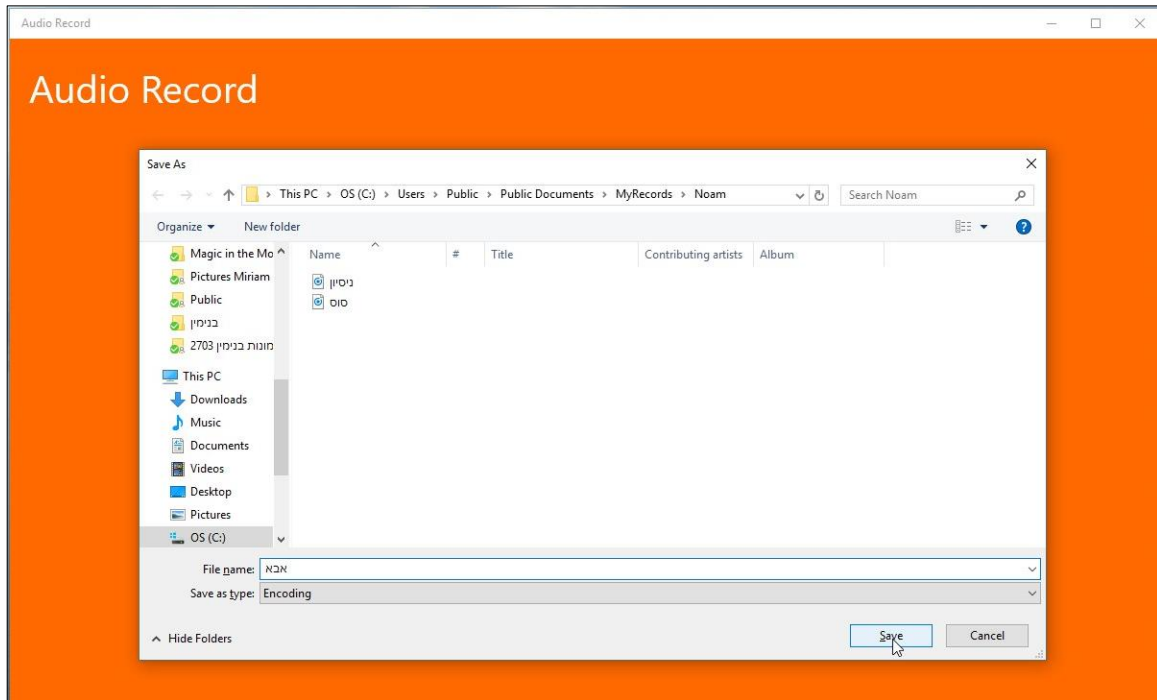 Audio Record
Audio Record
Save As
This PC > OS (C:) > Users > Public > Public Documents > MyRecords > Noam
Search Noam
Organize
New folder
Name
#
Title
Contributing artists
Album
Magic in the Mo
Pictures Miriam
Public
בנימין
מונות בנימין 2703
This PC
Downloads
Music
Documents
Videos
Desktop
Pictures
OS (C:)
ניסיון
סוס
File name: אבא
Save as type: Encoding
Hide Folders
Save
Cancel